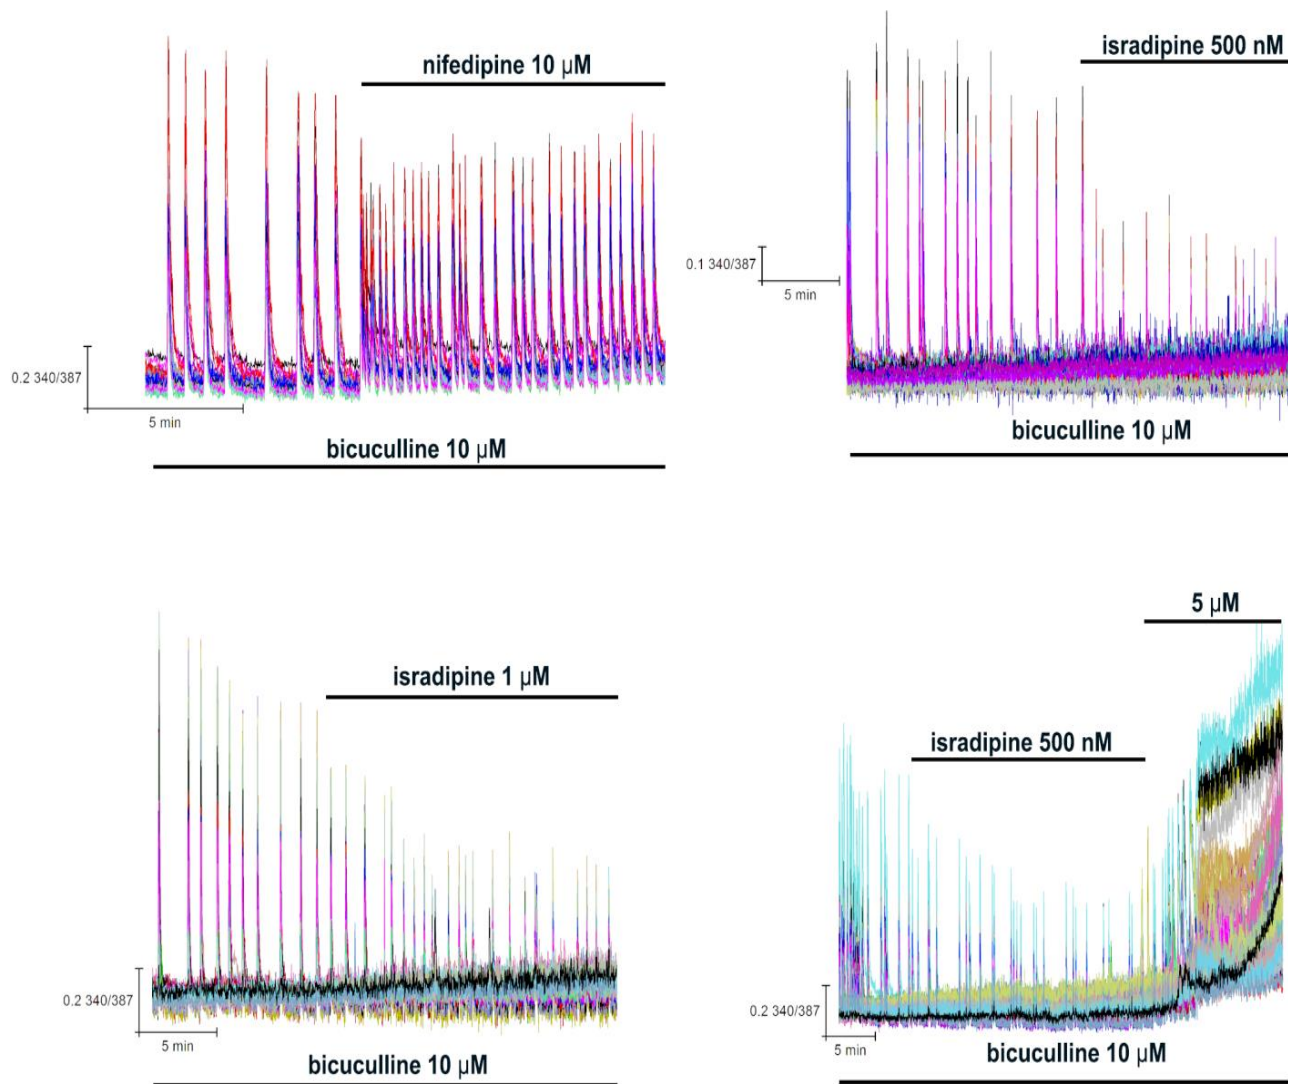 nifedipine 10 µM
0.2 340/387
5 min
bicuculline 10 µM
isradipine 500 nM
0.1 340/387
5 min
bicuculline 10 µM
isradipine 1 µM
0.2 340/387
5 min
bicuculline 10 µM
5 µM
isradipine 500 nM
0.2 340/387
5 min
bicuculline 10 µM